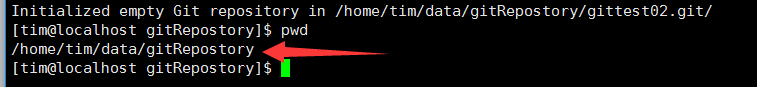 Initialized empty Git repository in /home/tim/data/gitRepostory/gittest02.git/
[tim@localhost gitRepostory]$ pwd
/home/tim/data/gitRepostory
[tim@localhost gitRepostory]$